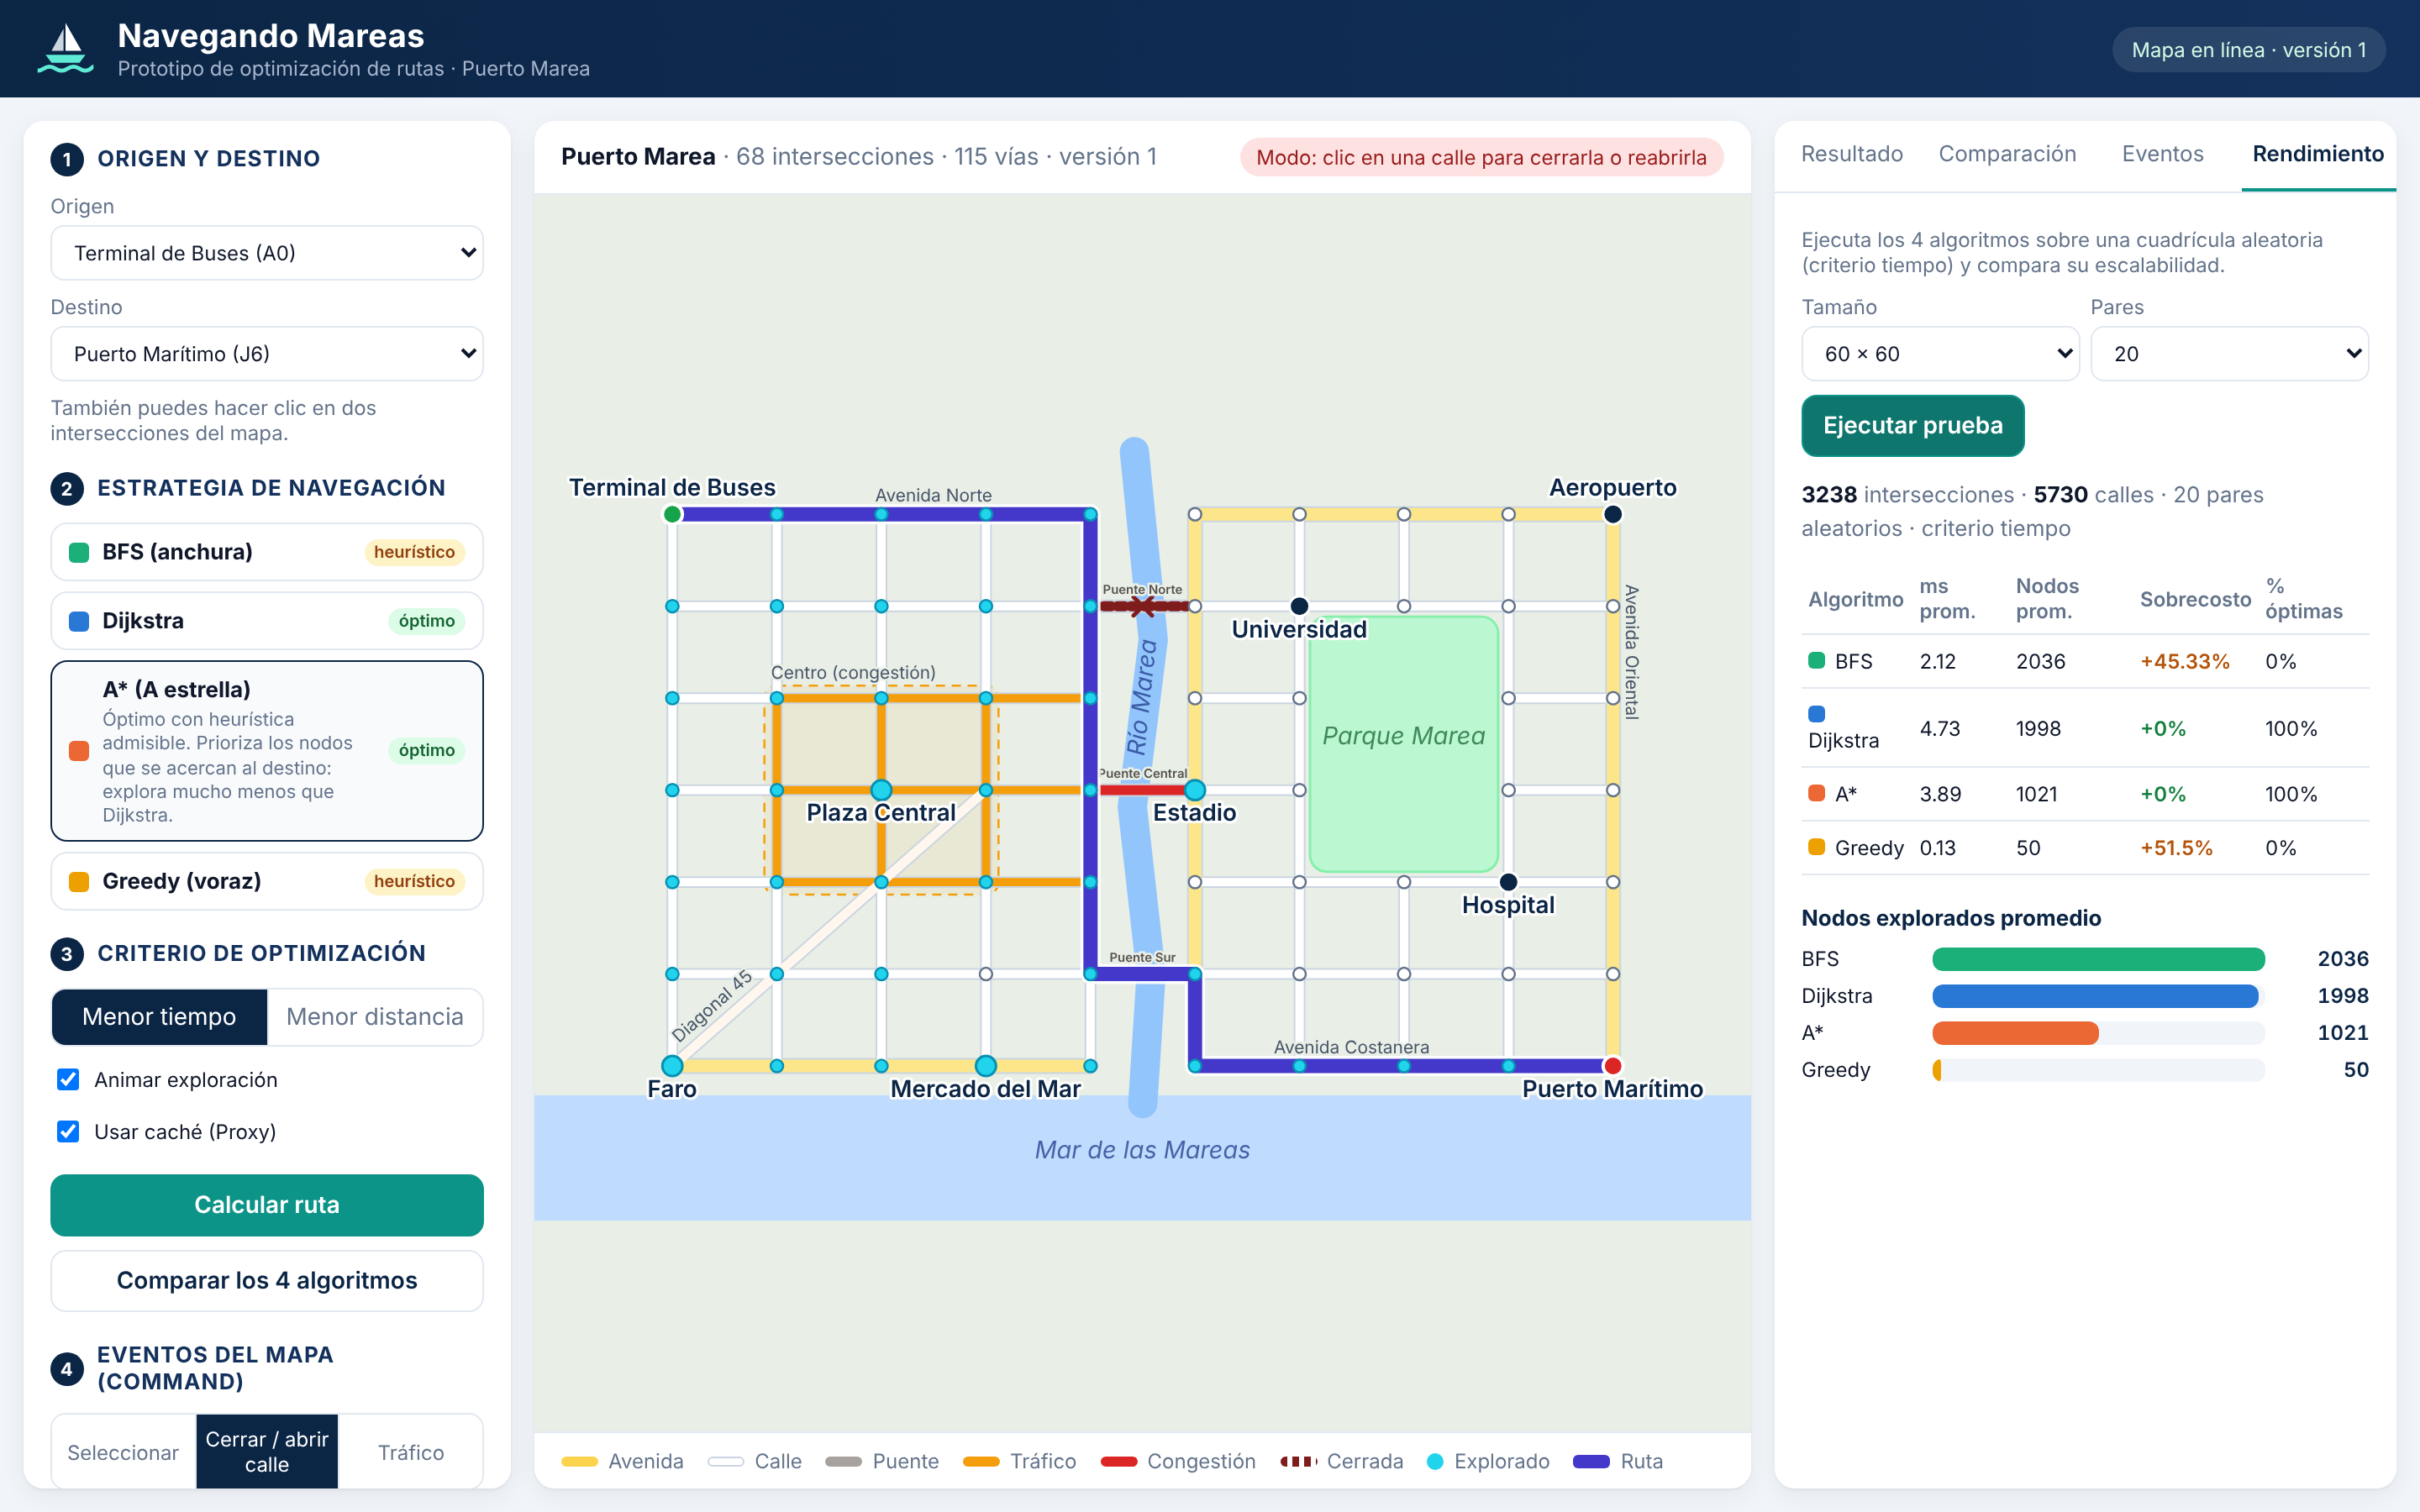 Navegando Mareas
Prototipo de optimización de rutas · Puerto Marea
Mapa en línea · versión 1
1 ORIGEN Y DESTINO
Origen
Terminal de Buses (A0)
Destino
Puerto Marítimo (J6)
También puedes hacer clic en dos
intersecciones del mapa.
2 ESTRATEGIA DE NAVEGACIÓN
BFS (anchura) heurístico
Dijkstra óptimo
A* (A estrella)
Óptimo con heurística
admisible. Prioriza los nodos
que se acercan al destino:
explora mucho menos que
Dijkstra.
óptimo
Greedy (voraz) heurístico
3 CRITERIO DE OPTIMIZACIÓN
Menor tiempo Menor distancia
Animar exploración
Usar caché (Proxy)
Calcular ruta
Comparar los 4 algoritmos
4 EVENTOS DEL MAPA
(COMMAND)
Seleccionar
Cerrar / abrir
calle
Tráfico
Puerto Marea · 68 intersecciones · 115 vías · versión 1
Modo: clic en una calle para cerrarla o reabrirla
Terminal de Buses
Avenida Norte
Aeropuerto
Puente Norte
Avenida Oriental
Universidad
Centro (congestión)
Río Marea
Parque Marea
Puente Central
Plaza Central
Estadio
Hospital
Puente Sur
Diagonal 45
Avenida Costanera
Faro
Mercado del Mar
Puerto Marítimo
Mar de las Mareas
Avenida Calle Puente Tráfico Congestión Cerrada Explorado Ruta
Resultado Comparación Eventos Rendimiento
Ejecuta los 4 algoritmos sobre una cuadrícula aleatoria
(criterio tiempo) y compara su escalabilidad.
Tamaño Pares
60 × 60 20
Ejecutar prueba
3238 intersecciones · 5730 calles · 20 pares
aleatorios · criterio tiempo
Algoritmo ms prom. Nodos prom. Sobrecosto % óptimas
BFS 2.12 2036 +45.33% 0%
Dijkstra 4.73 1998 +0% 100%
A* 3.89 1021 +0% 100%
Greedy 0.13 50 +51.5% 0%
Nodos explorados promedio
BFS 2036
Dijkstra 1998
A* 1021
Greedy 50